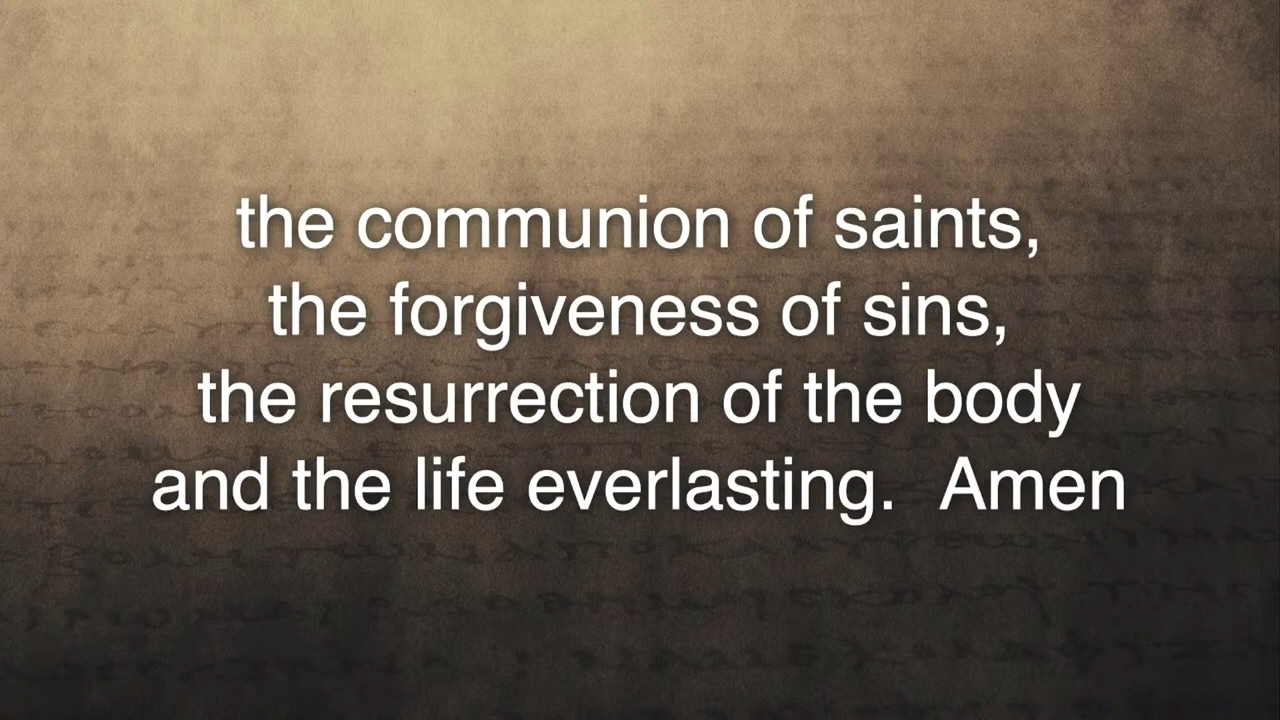 the communion of saints,
the forgiveness of sins,
the resurrection of the body
and the life everlasting.  Amen